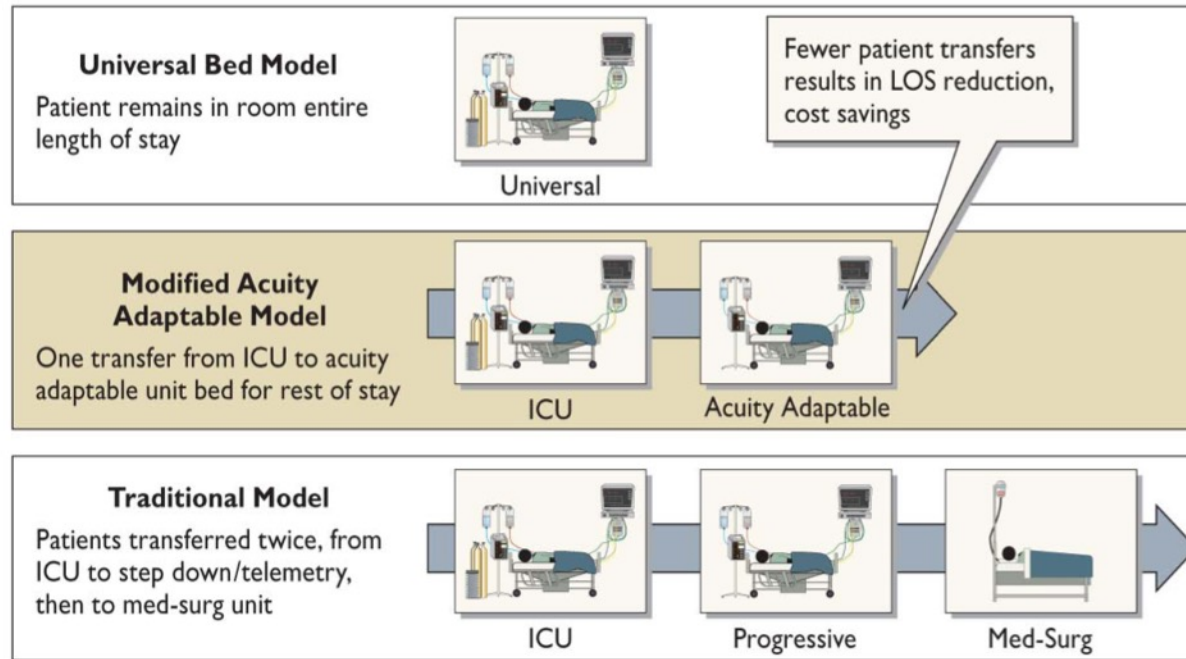 Universal Bed Model
Patient remains in room entire
length of stay
Universal
Fewer patient transfers
results in LOS reduction,
cost savings
Modified Acuity
Adaptable Model
One transfer from ICU to acuity
adaptable unit bed for rest of stay
ICU
Acuity Adaptable
Traditional Model
Patients transferred twice, from
ICU to step down/telemetry,
then to med-surg unit
ICU
Progressive
Med-Surg